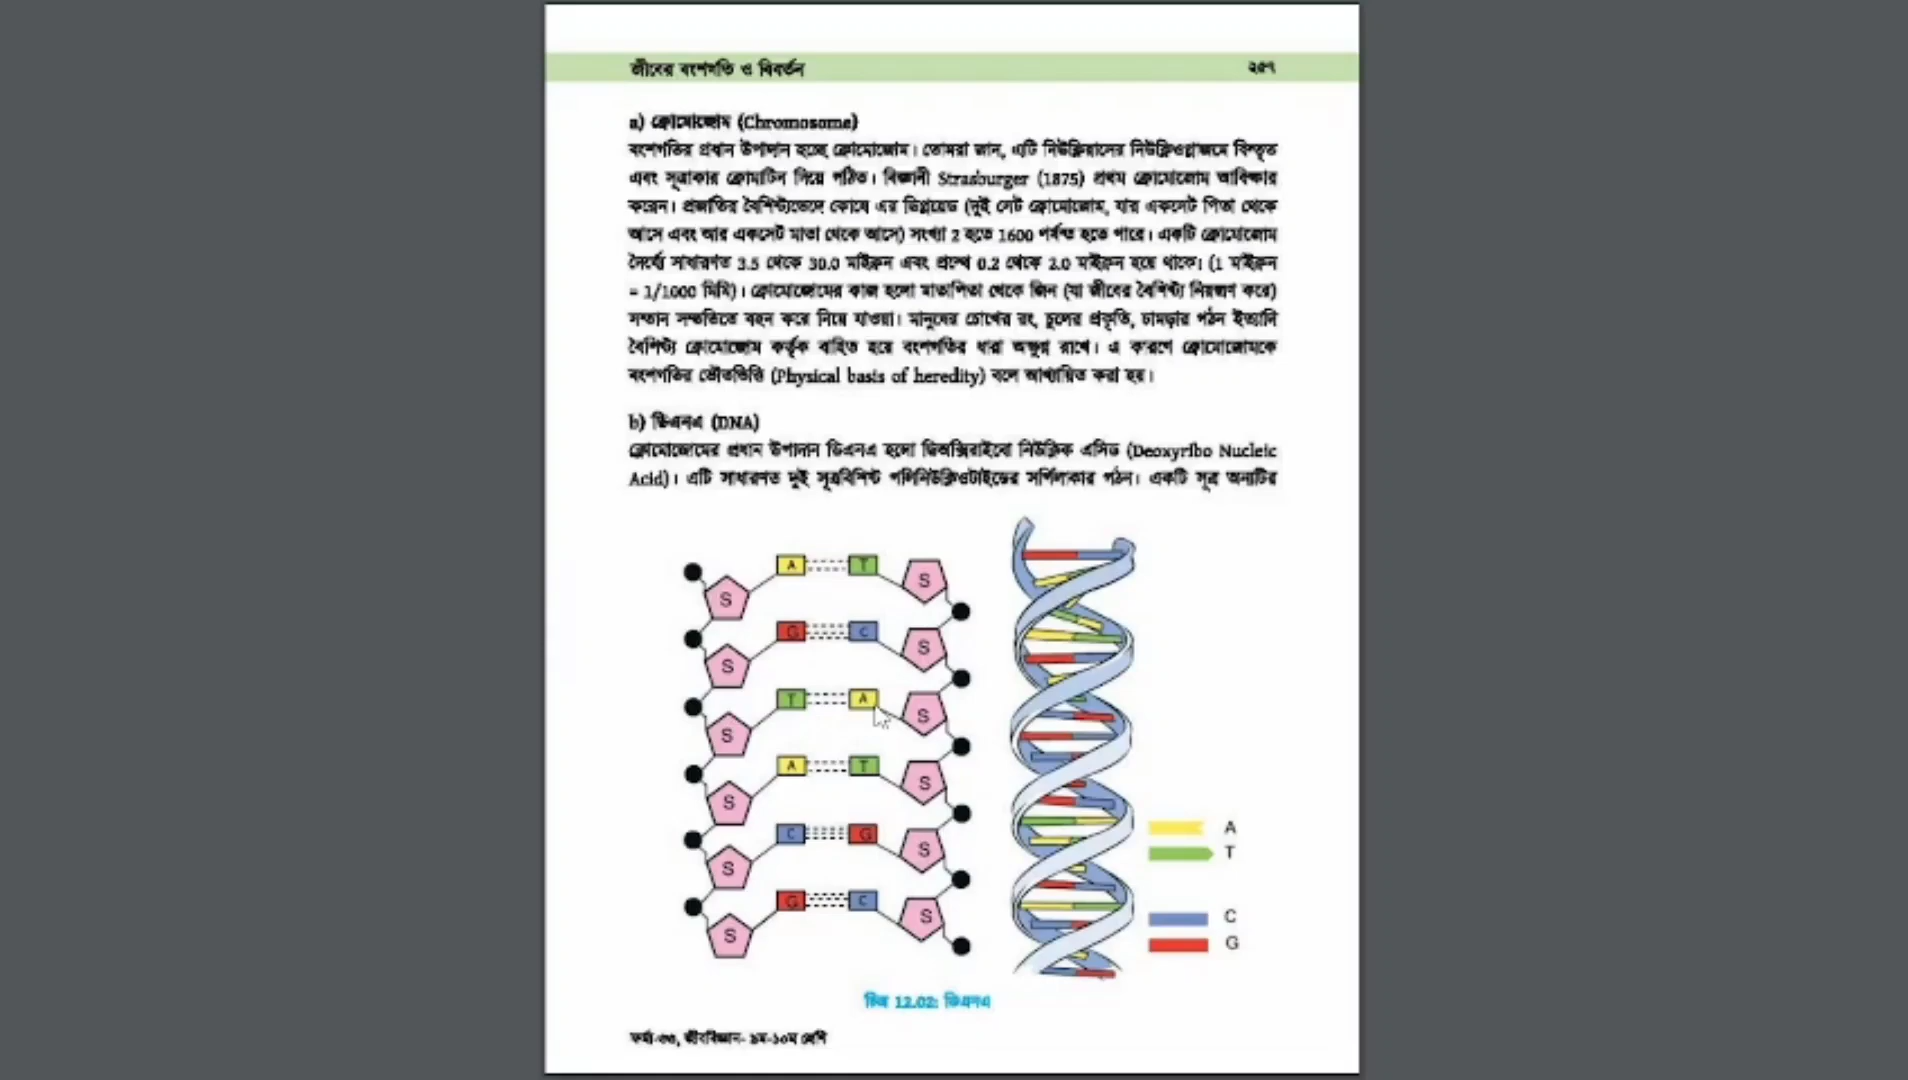 জীবের বংশগতি ও বিবর্তন ২৫৭
a) ক্রোমোজোম (Chromosome)
বংশগতির প্রধান উপাদান হচ্ছে ক্রোমোজোম। তোমরা জান, এটি নিউক্লিয়াসের নিউক্লিওপ্লাজমে বিস্তৃত
এবং সূত্রাকার ক্রোমাটিন দিয়ে গঠিত। বিজ্ঞানী Strasburger (1875) প্রথম ক্রোমোজোম আবিষ্কার
করেন। প্রজাতির বৈশিষ্ট্যভেদে কোষে এর ডিপ্লয়েড (দুই সেট ক্রোমোজোম, যার একসেট পিতা থেকে
আসে এবং আর একসেট মাতা থেকে আসে) সংখ্যা 2 হতে 1600 পর্যন্ত হতে পারে। একটি ক্রোমোজোম
দৈর্ঘ্যে সাধারণত 3.5 থেকে 30.0 মাইক্রন এবং প্রস্থে 0.2 থেকে 2.0 মাইক্রন হয়ে থাকে। (1 মাইক্রন
= 1/1000 মিমি)। ক্রোমোজোমের কাজ হলো মাতাপিতা থেকে জিন (যা জীবের বৈশিষ্ট্য নিয়ন্ত্রণ করে)
সন্তান সন্ততিতে বহন করে নিয়ে যাওয়া। মানুষের চোখের রং, চুলের প্রকৃতি, চামড়ার গঠন ইত্যাদি
বৈশিষ্ট্য ক্রোমোজোম কর্তৃক বাহিত হয়ে বংশগতির ধারা অক্ষুণ্ন রাখে। এ কারণে ক্রোমোজোমকে
বংশগতির ভৌতভিত্তি (Physical basis of heredity) বলে আখ্যায়িত করা হয়।
b) ডিএনএ (DNA)
ক্রোমোজোমের প্রধান উপাদান ডিএনএ হলো ডিঅক্সিরাইবো নিউক্লিক এসিড (Deoxyribo Nucleic
Acid)। এটি সাধারণত দুই সূত্রবিশিষ্ট পলিনিউক্লিওটাইডের সর্পিলাকার গঠন। একটি সূত্র অন্যটির
A T
S S
G C
S S
T A
S S
A T
S S
C G
S S
G C
S S
A
T
C
G
চিত্র 12.02: ডিএনএ
ফর্মা-৩৩, জীববিজ্ঞান- ৯ম-১০ম শ্রেণি